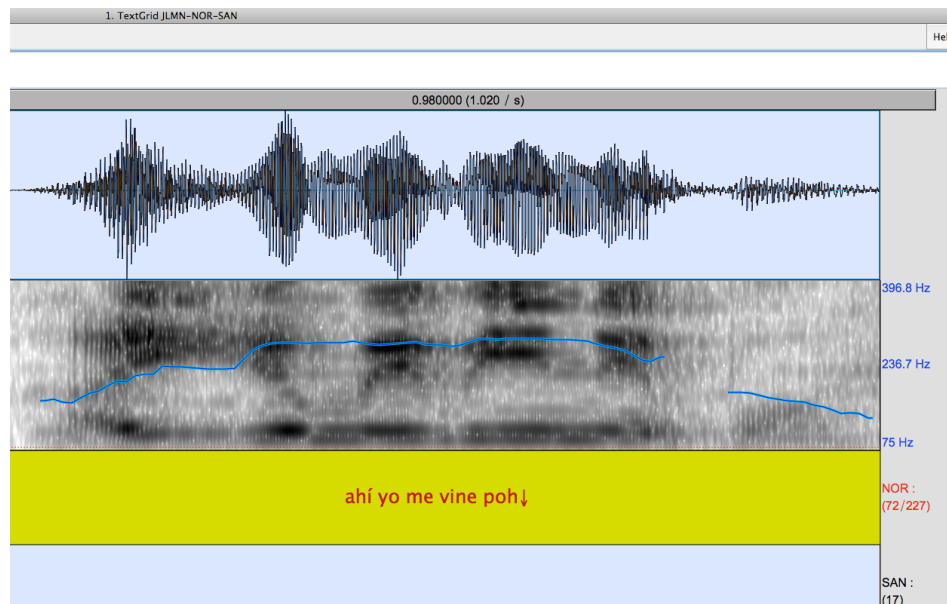 1. TextGrid JLMN-NOR-SAN
Hel
0.980000 (1.020 / s)
396.8 Hz
236.7 Hz
75 Hz
ahí yo me vine poh↓
NOR :
(72/227)
SAN :
(17)